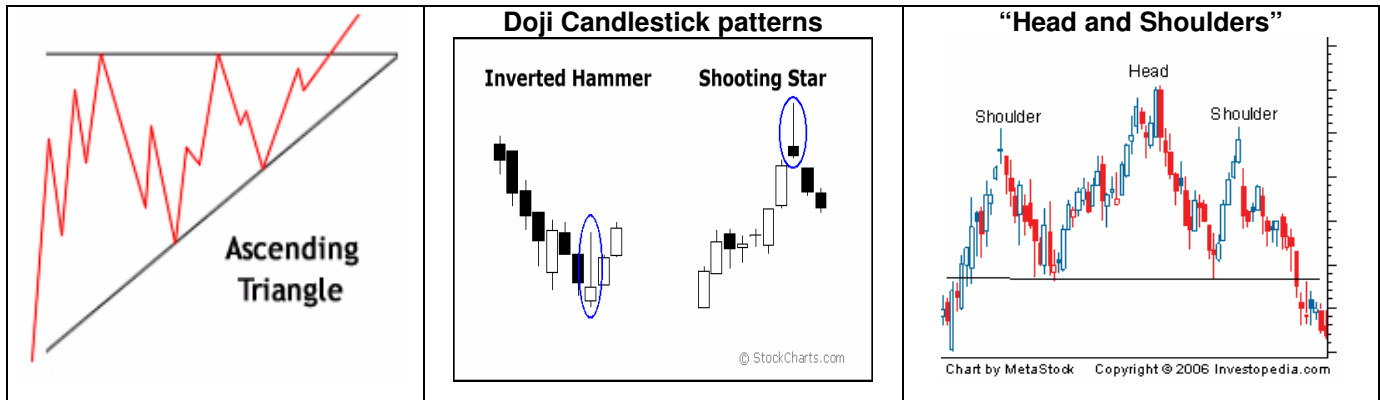 Ascending
Triangle
Doji Candlestick patterns
Inverted Hammer
Shooting Star
© StockCharts.com
“Head and Shoulders”
Head
Shoulder
Shoulder
Chart by MetaStock Copyright © 2006 Investopedia.com